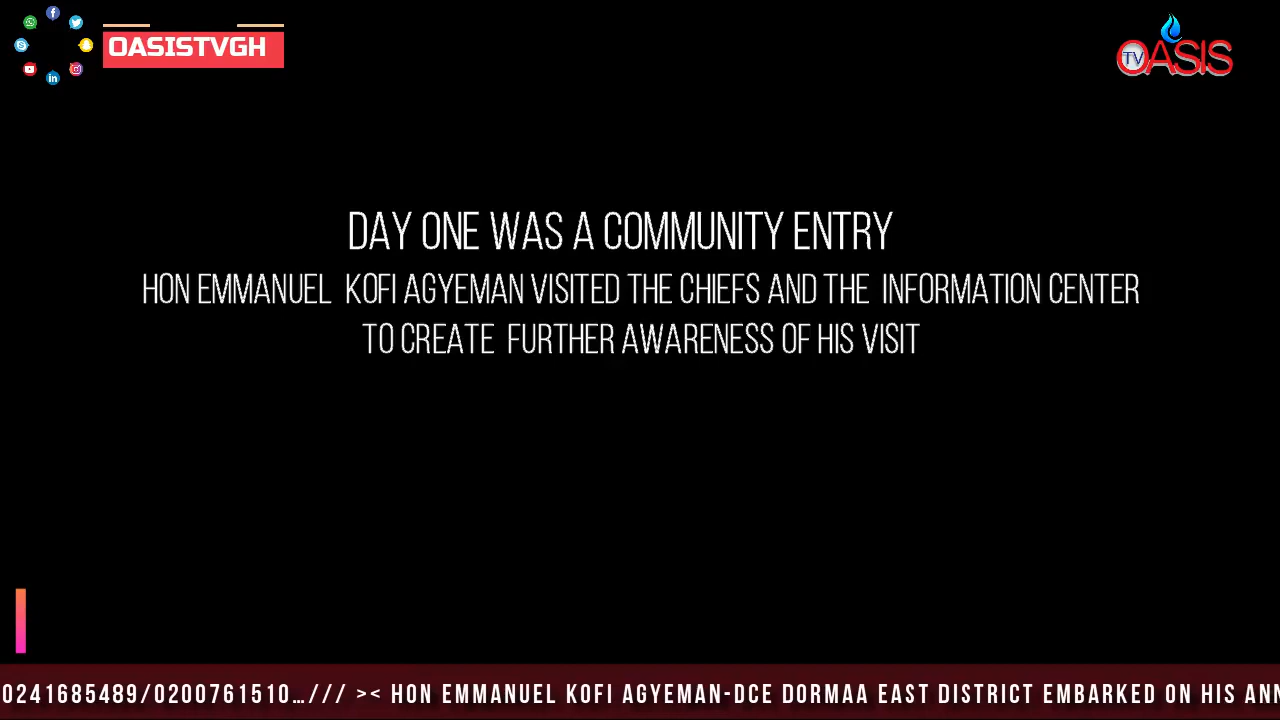 OASISTVGH
TV OASIS
DAY ONE WAS A COMMUNITY ENTRY
HON EMMANUEL KOFI AGYEMAN VISITED THE CHIEFS AND THE INFORMATION CENTER
TO CREATE FURTHER AWARENESS OF HIS VISIT
0241685489/0200761510.../// >< HON EMMANUEL KOFI AGYEMAN-DCE DORMAA EAST DISTRICT EMBARKED ON HIS ANN